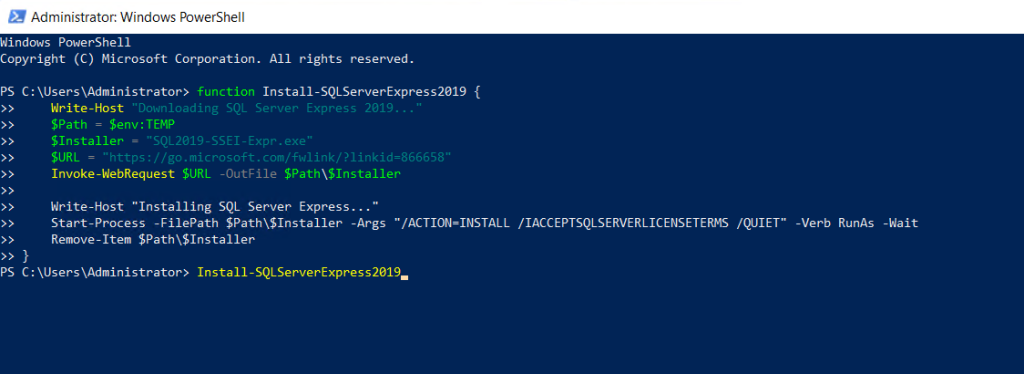 Administrator: Windows PowerShell
Windows PowerShell
Copyright (C) Microsoft Corporation. All rights reserved.
PS C:\Users\Administrator> function Install-SQLServerExpress2019 {
>>     Write-Host "Downloading SQL Server Express 2019..."
>>     $Path = $env:TEMP
>>     $Installer = "SQL2019-SSEI-Expr.exe"
>>     $URL = "https://go.microsoft.com/fwlink/?linkid=866658"
>>     Invoke-WebRequest $URL -OutFile $Path\$Installer
>>
>>     Write-Host "Installing SQL Server Express..."
>>     Start-Process -FilePath $Path\$Installer -Args "/ACTION=INSTALL /IACCEPTSQLSERVERLICENSETERMS /QUIET" -Verb RunAs -Wait
>>     Remove-Item $Path\$Installer
>> }
PS C:\Users\Administrator> Install-SQLServerExpress2019